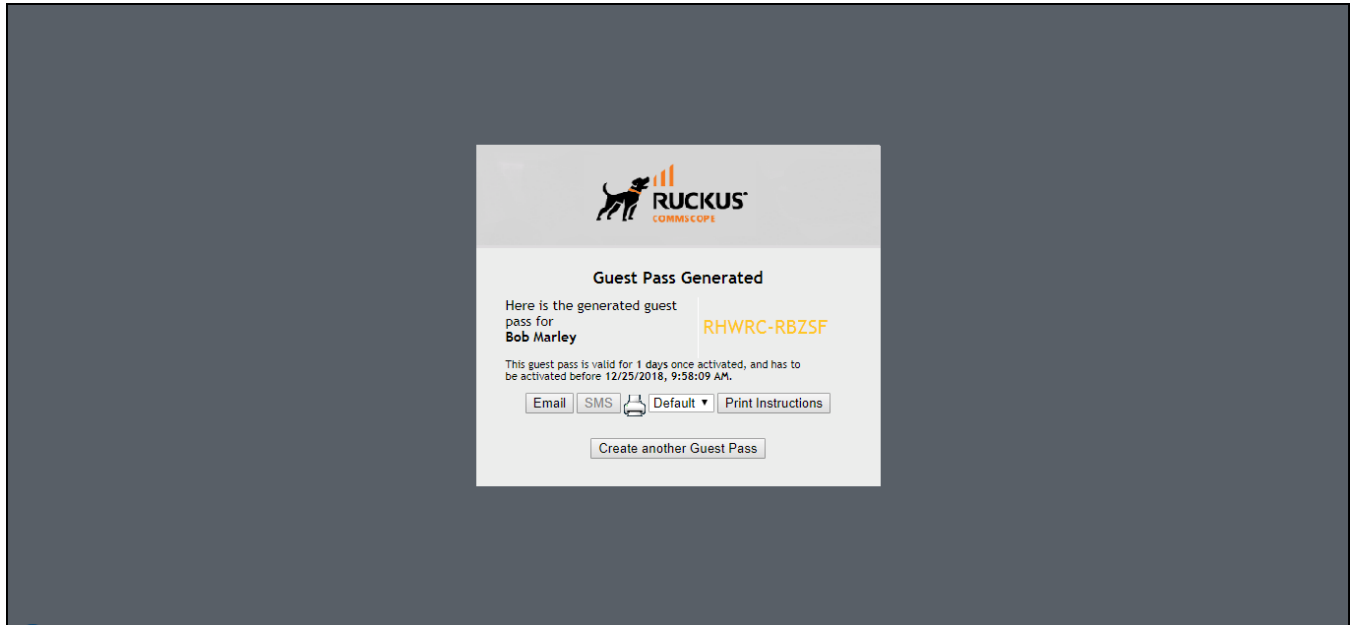 RUCKUS
COMMSCOPE
Guest Pass Generated
Here is the generated guest
pass for
Bob Marley
RHWRC-RBZSF
This guest pass is valid for 1 days once activated, and has to
be activated before 12/25/2018, 9:58:09 AM.
Email SMS Default Print Instructions
Create another Guest Pass